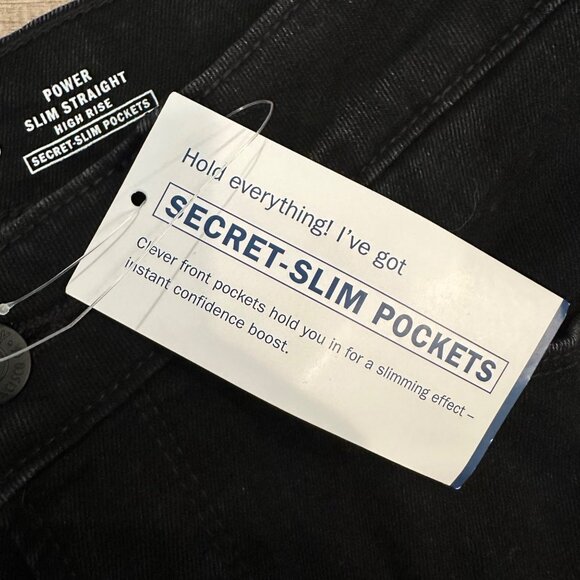 POWER
SLIM STRAIGHT
HIGH RISE
SECRET-SLIM POCKETS
Hold everything! I've got
SECRET-SLIM POCKETS
Clever front pockets hold you in for a slimming effect –
instant confidence boost.